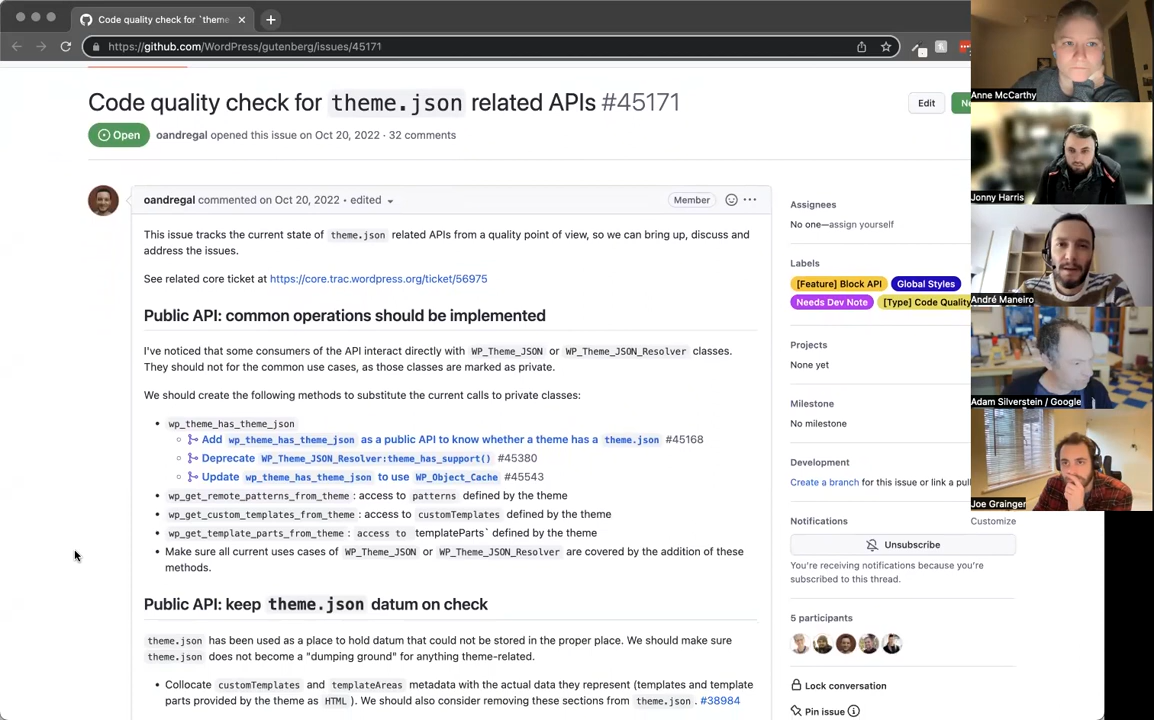 Code quality check for `theme.
https://github.com/WordPress/gutenberg/issues/45171
Code quality check for theme.json related APIs #45171
Edit
Open
oandregal opened this issue on Oct 20, 2022 · 32 comments
oandregal commented on Oct 20, 2022 • edited
Member
This issue tracks the current state of theme.json related APIs from a quality point of view, so we can bring up, discuss and
address the issues.
See related core ticket at https://core.trac.wordpress.org/ticket/56975
Public API: common operations should be implemented
I've noticed that some consumers of the API interact directly with WP_Theme_JSON or WP_Theme_JSON_Resolver classes.
They should not for the common use cases, as those classes are marked as private.
We should create the following methods to substitute the current calls to private classes:
• wp_theme_has_theme_json
Add wp_theme_has_theme_json as a public API to know whether a theme has a theme.json #45168
Deprecate WP_Theme_JSON_Resolver:theme_has_support() #45380
Update wp_theme_has_theme_json to use WP_Object_Cache #45543
• wp_get_remote_patterns_from_theme : access to patterns defined by the theme
• wp_get_custom_templates_from_theme : access to customTemplates defined by the theme
• wp_get_template_parts_from_theme : access to templateParts` defined by the theme
• Make sure all current uses cases of WP_Theme_JSON or WP_Theme_JSON_Resolver are covered by the addition of these
methods.
Public API: keep theme.json datum on check
theme.json has been used as a place to hold datum that could not be stored in the proper place. We should make sure
theme.json does not become a "dumping ground" for anything theme-related.
• Collocate customTemplates and templateAreas metadata with the actual data they represent (templates and template
parts provided by the theme as HTML ). We should also consider removing these sections from theme.json . #38984
Assignees
No one—assign yourself
Labels
[Feature] Block API
Global Styles
Needs Dev Note
[Type] Code Quality
Projects
None yet
Milestone
No milestone
Development
Create a branch for this issue or link a pull
Notifications
Customize
Unsubscribe
You're receiving notifications because you're
subscribed to this thread.
5 participants
Lock conversation
Pin issue
Anne McCarthy
Jonny Harris
André Maneiro
Adam Silverstein / Google
Joe Grainger